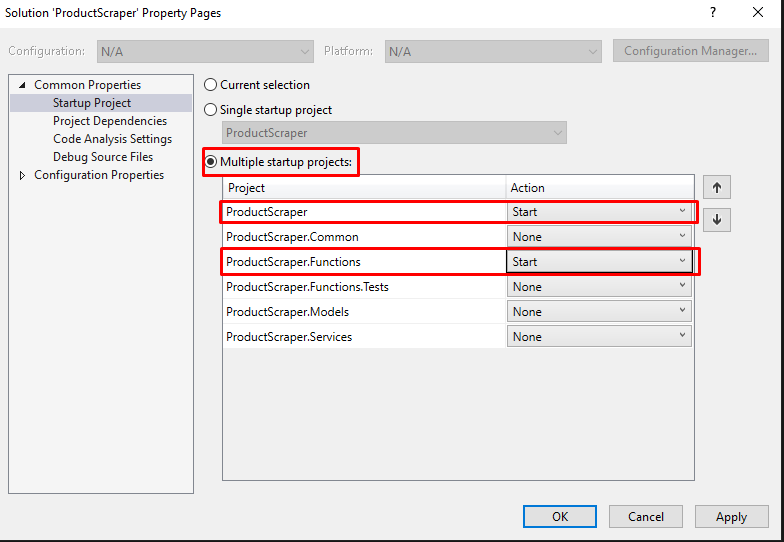 Solution 'ProductScraper' Property Pages
Configuration: N/A Platform: N/A Configuration Manager...
Common Properties
Startup Project
Project Dependencies
Code Analysis Settings
Debug Source Files
Configuration Properties
Current selection
Single startup project
ProductScraper
Multiple startup projects:
Project Action
ProductScraper Start
ProductScraper.Common None
ProductScraper.Functions Start
ProductScraper.Functions.Tests None
ProductScraper.Models None
ProductScraper.Services None
OK Cancel Apply